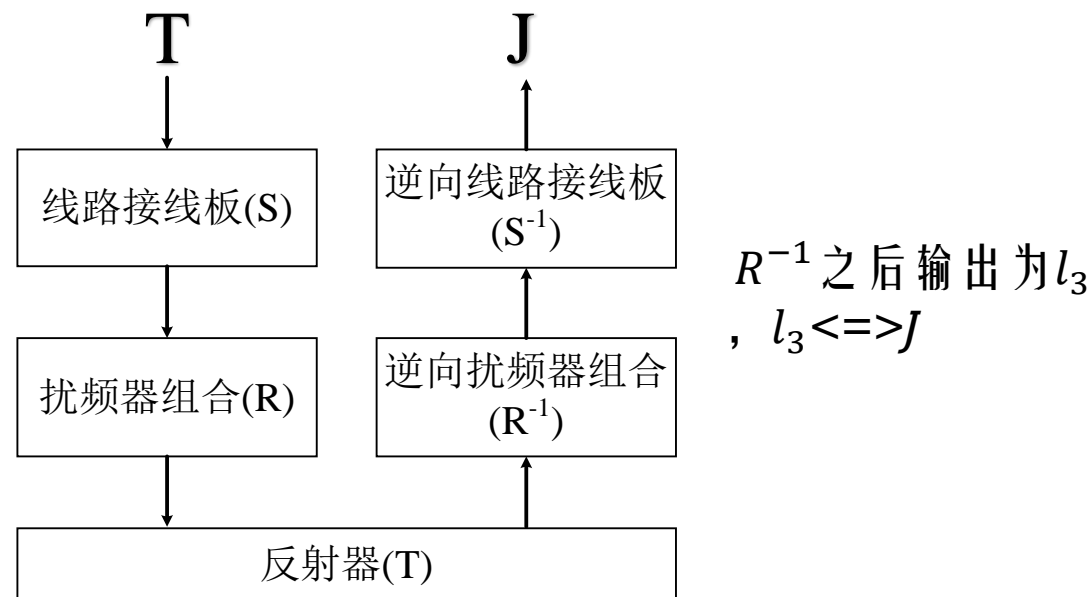 T
J
线路接线板(S)
逆向线路接线板
(S⁻¹)
扰频器组合(R)
逆向扰频器组合
(R⁻¹)
反射器(T)
R⁻¹之后输出为l₃
, l₃<=>J